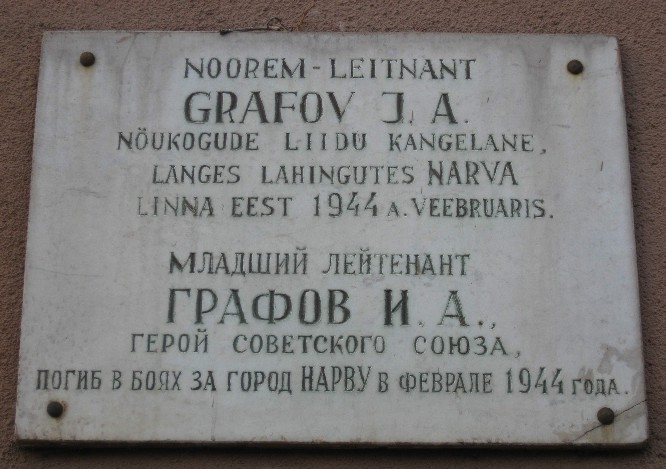 NOOREM-LEITNANT
GRAFOV J. A.
NÕUKOGUDE LIIDU KANGELANE,
LANGES LAHINGUTES NARVA
LINNA EEST 1944 A. VEEBRUARIS.
МЛАДШИЙ ЛЕЙТЕНАНТ
ГРАФОВ И. А.,
ГЕРОЙ СОВЕТСКОГО СОЮЗА,
ПОГИБ В БОЯХ ЗА ГОРОД НАРВУ В ФЕВРАЛЕ 1944 ГОДА.